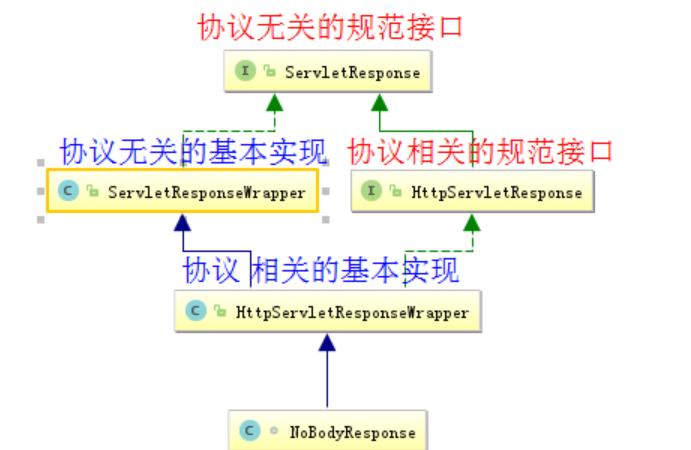 协议无关的规范接口
I ServletResponse
协议无关的基本实现 协议相关的规范接口
C ServletResponseWrapper I HttpServletResponse
协议 相关的基本实现
C HttpServletResponseWrapper
C NoBodyResponse